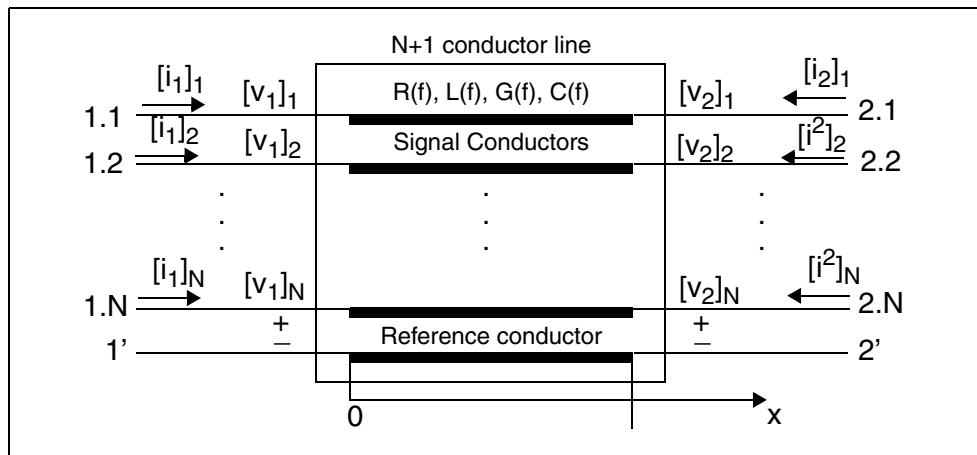 N+1 conductor line
[i₁]₁ [v₁]₁ R(f), L(f), G(f), C(f) [v₂]₁ [i₂]₁
1.1 2.1
[i₁]₂ [v₁]₂ Signal Conductors [v₂]₂ [i²]₂
1.2 2.2
. . .
. . .
. . .
[i₁]N [v₁]N [v₂]N [i²]N
1.N 2.N
+ +
1' – Reference conductor – 2'
0 x